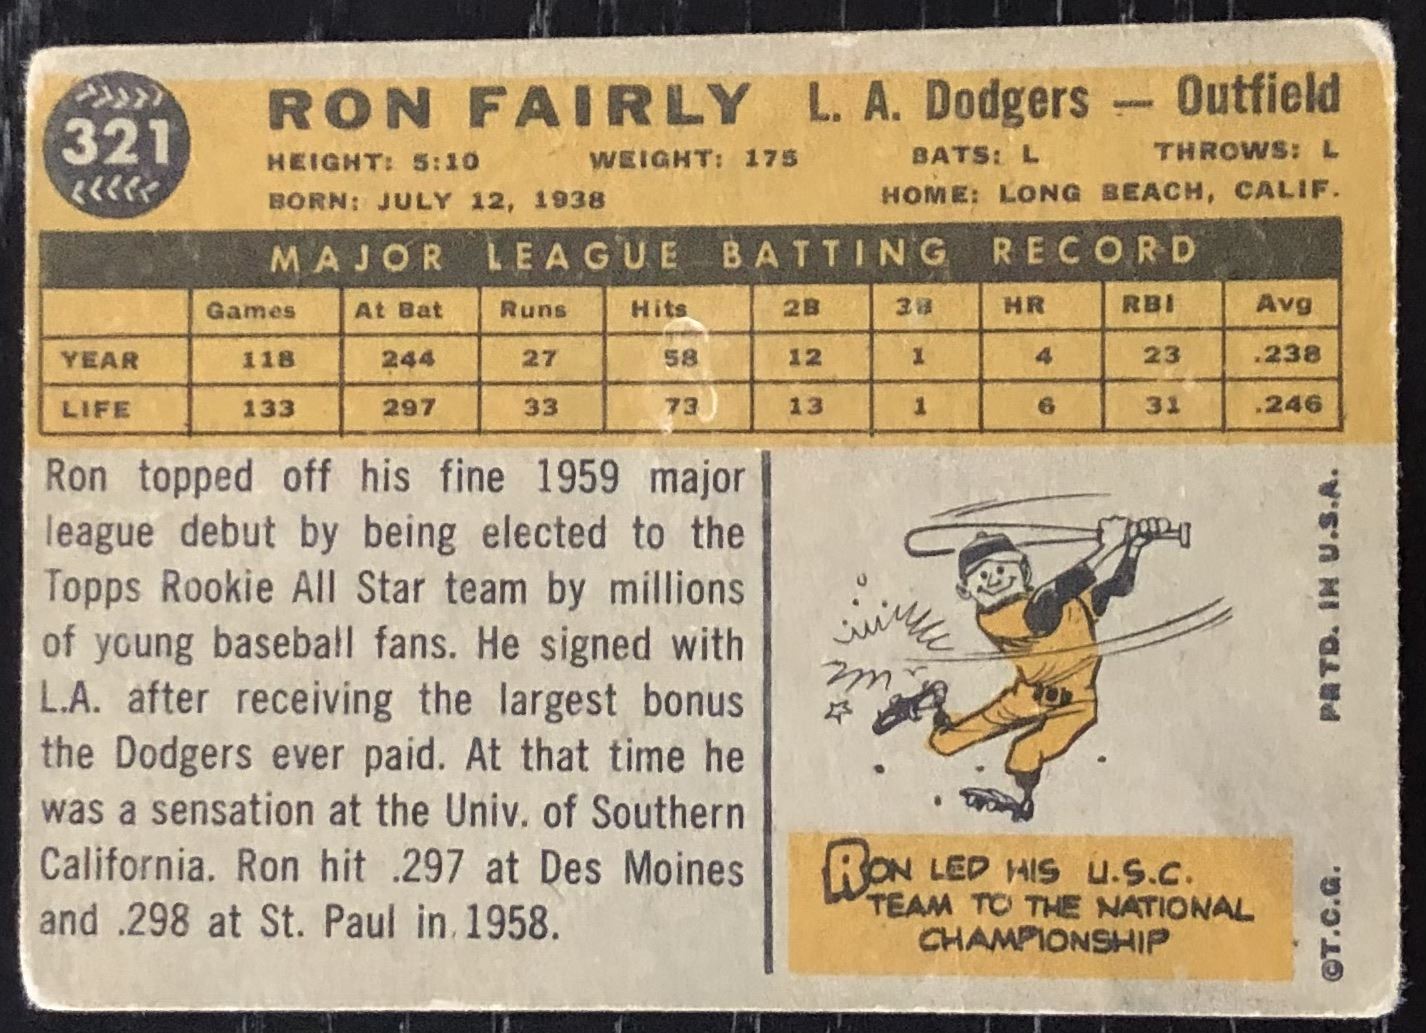 321
RON FAIRLY L. A. Dodgers — Outfield
HEIGHT: 5:10 WEIGHT: 175 BATS: L THROWS: L
BORN: JULY 12, 1938 HOME: LONG BEACH, CALIF.
MAJOR LEAGUE BATTING RECORD
Games At Bat Runs Hits 2B 3B HR RBI Avg
YEAR 118 244 27 58 12 1 4 23 .238
LIFE 133 297 33 73 13 1 6 31 .246
Ron topped off his fine 1959 major
league debut by being elected to the
Topps Rookie All Star team by millions
of young baseball fans. He signed with
L.A. after receiving the largest bonus
the Dodgers ever paid. At that time he
was a sensation at the Univ. of Southern
California. Ron hit .297 at Des Moines
and .298 at St. Paul in 1958.
RON LED HIS U.S.C.
TEAM TO THE NATIONAL
CHAMPIONSHIP
©T.C.G. PRTD. IN U.S.A.